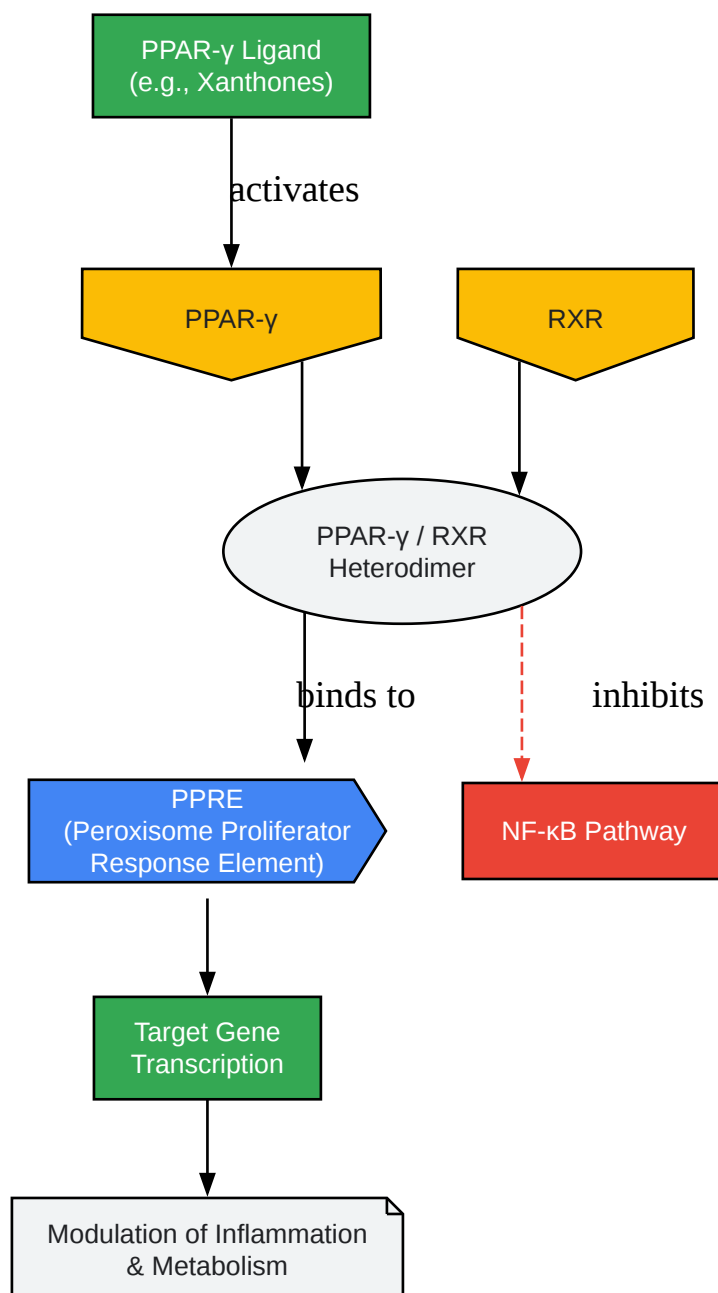 PPAR-γ Ligand
(e.g., Xanthones)
activates
PPAR-γ
RXR
PPAR-γ / RXR
Heterodimer
binds to
inhibits
PPRE
(Peroxisome Proliferator
Response Element)
NF-κB Pathway
Target Gene
Transcription
Modulation of Inflammation
& Metabolism